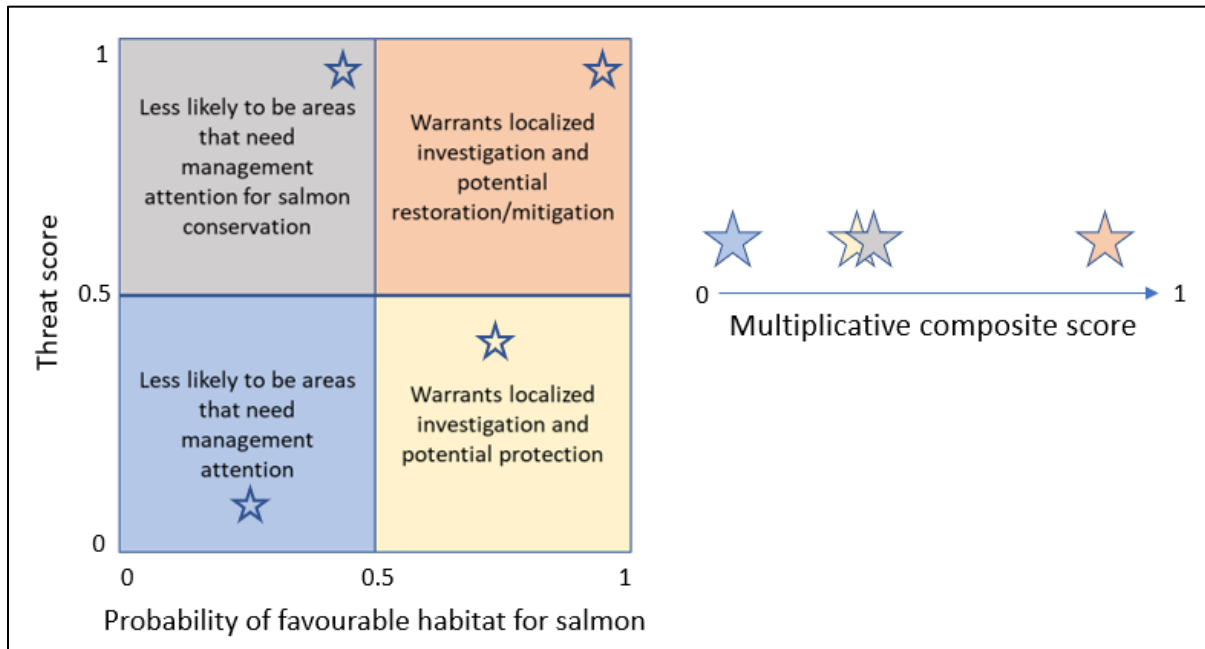 1
Less likely to be areas
that need
management
attention for salmon
conservation
Warrants localized
investigation and
potential
restoration/mitigation
Threat score
0.5
Less likely to be areas
that need
management
attention
Warrants localized
investigation and
potential protection
0
0
0.5
1
Probability of favourable habitat for salmon
0
1
Multiplicative composite score